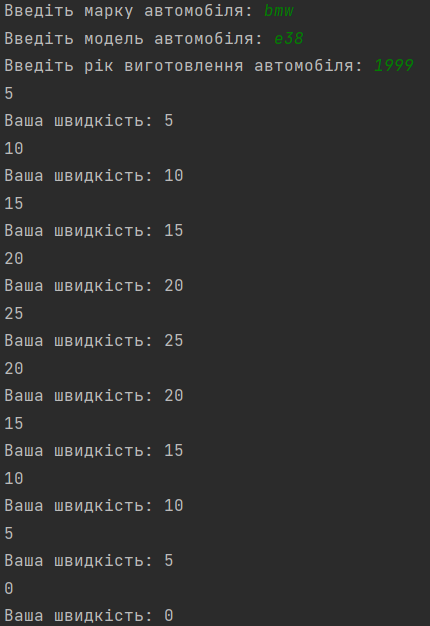 Введіть марку автомобіля: bmw
Введіть модель автомобіля: e38
Введіть рік виготовлення автомобіля: 1999
5
Ваша швидкість: 5
10
Ваша швидкість: 10
15
Ваша швидкість: 15
20
Ваша швидкість: 20
25
Ваша швидкість: 25
20
Ваша швидкість: 20
15
Ваша швидкість: 15
10
Ваша швидкість: 10
5
Ваша швидкість: 5
0
Ваша швидкість: 0